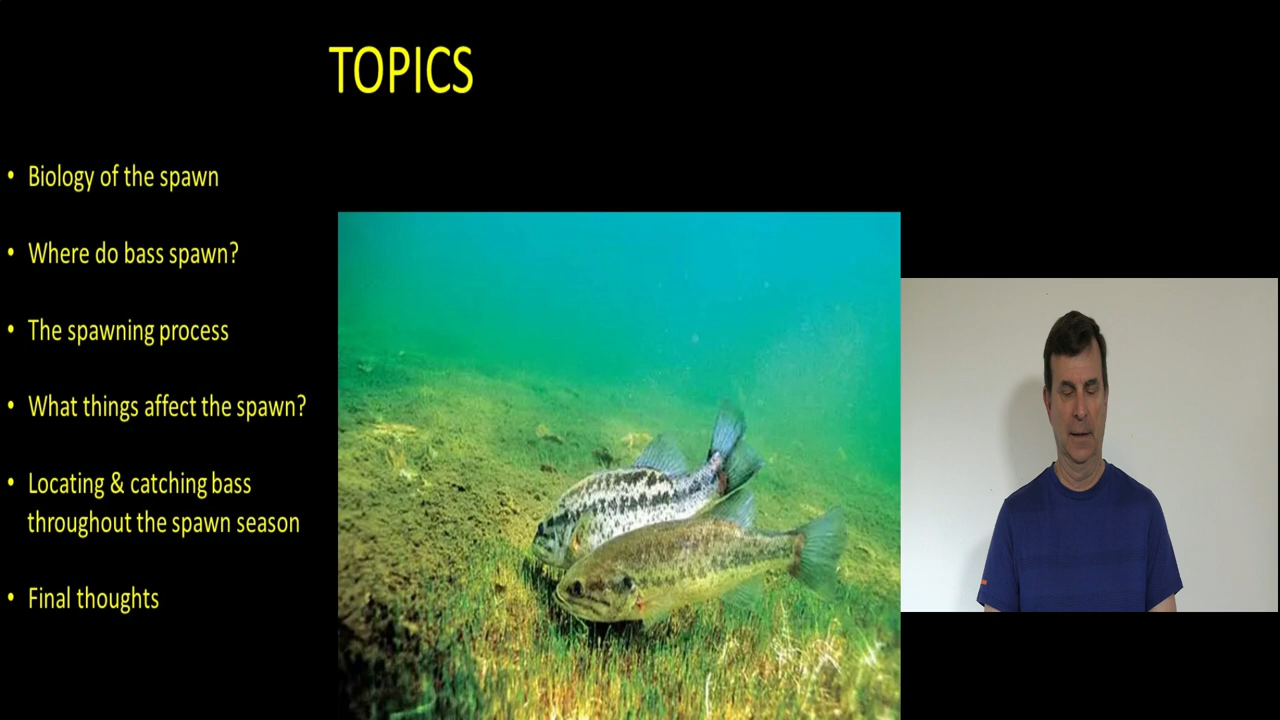 TOPICS
• Biology of the spawn
• Where do bass spawn?
• The spawning process
• What things affect the spawn?
• Locating & catching bass
throughout the spawn season
• Final thoughts